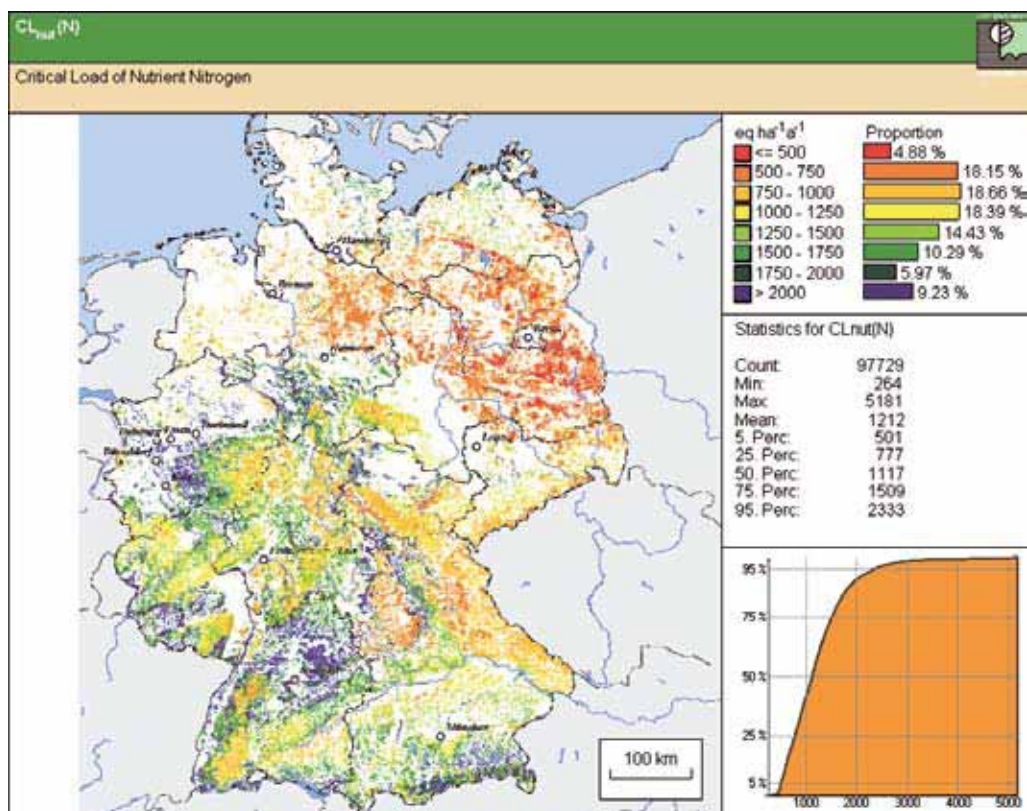 CLnut(N)
Critical Load of Nutrient Nitrogen
eq ha⁻¹a⁻¹ Proportion
<= 500 4.88 %
500 - 750 18.15 %
750 - 1000 18.66 %
1000 - 1250 18.39 %
1250 - 1500 14.43 %
1500 - 1750 10.29 %
1750 - 2000 5.97 %
> 2000 9.23 %
Statistics for CLnut(N)
Count: 97729
Min: 264
Max: 5181
Mean: 1212
5. Perc: 501
25. Perc: 777
50. Perc: 1117
75. Perc: 1509
95. Perc: 2333
Hamburg
Bremen
Hannover
Dortmund
Essen
Düsseldorf
Leipzig
München
100 km
95 %
75 %
50 %
25 %
5 %
1000 2000 3000 4000 5000